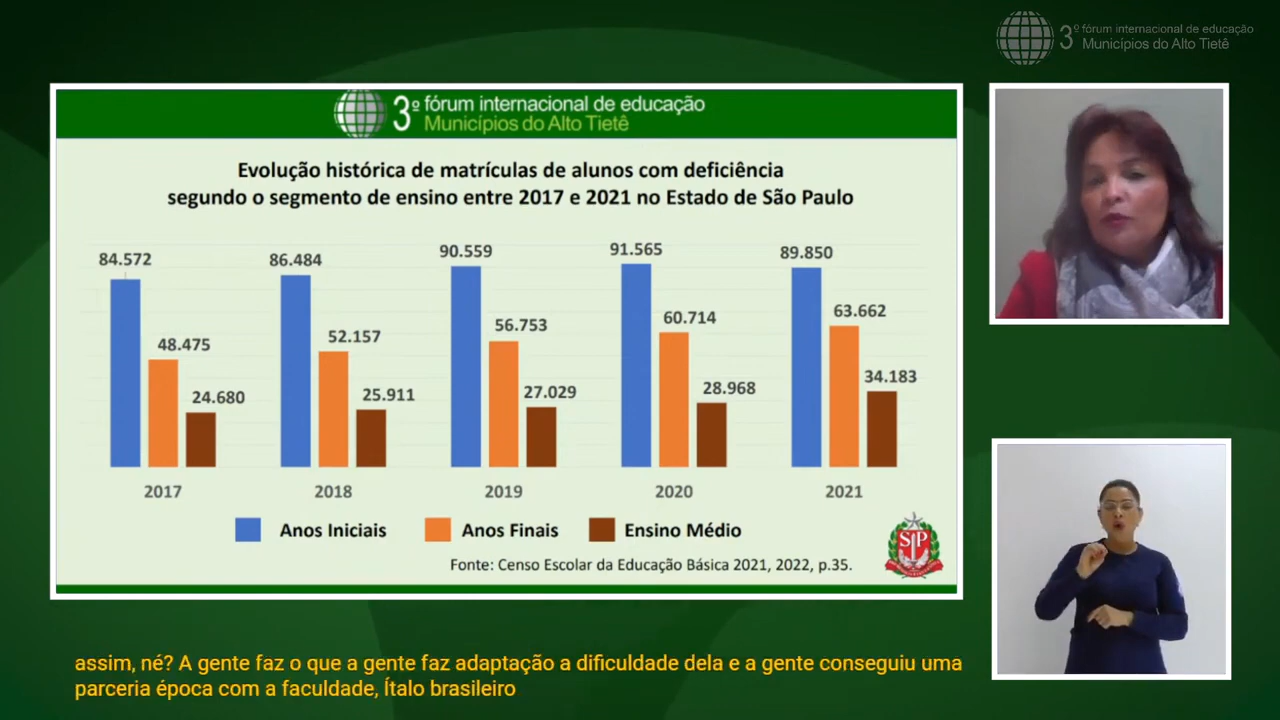 3º fórum internacional de educação
Municípios do Alto Tietê
3º fórum internacional de educação
Municípios do Alto Tietê
Evolução histórica de matrículas de alunos com deficiência
segundo o segmento de ensino entre 2017 e 2021 no Estado de São Paulo
84.572 48.475 24.680
86.484 52.157 25.911
90.559 56.753 27.029
91.565 60.714 28.968
89.850 63.662 34.183
2017 2018 2019 2020 2021
Anos Iniciais Anos Finais Ensino Médio
SP
Fonte: Censo Escolar da Educação Básica 2021, 2022, p.35.
assim, né? A gente faz o que a gente faz adaptação a dificuldade dela e a gente conseguiu uma
parceria época com a faculdade, Ítalo brasileiro